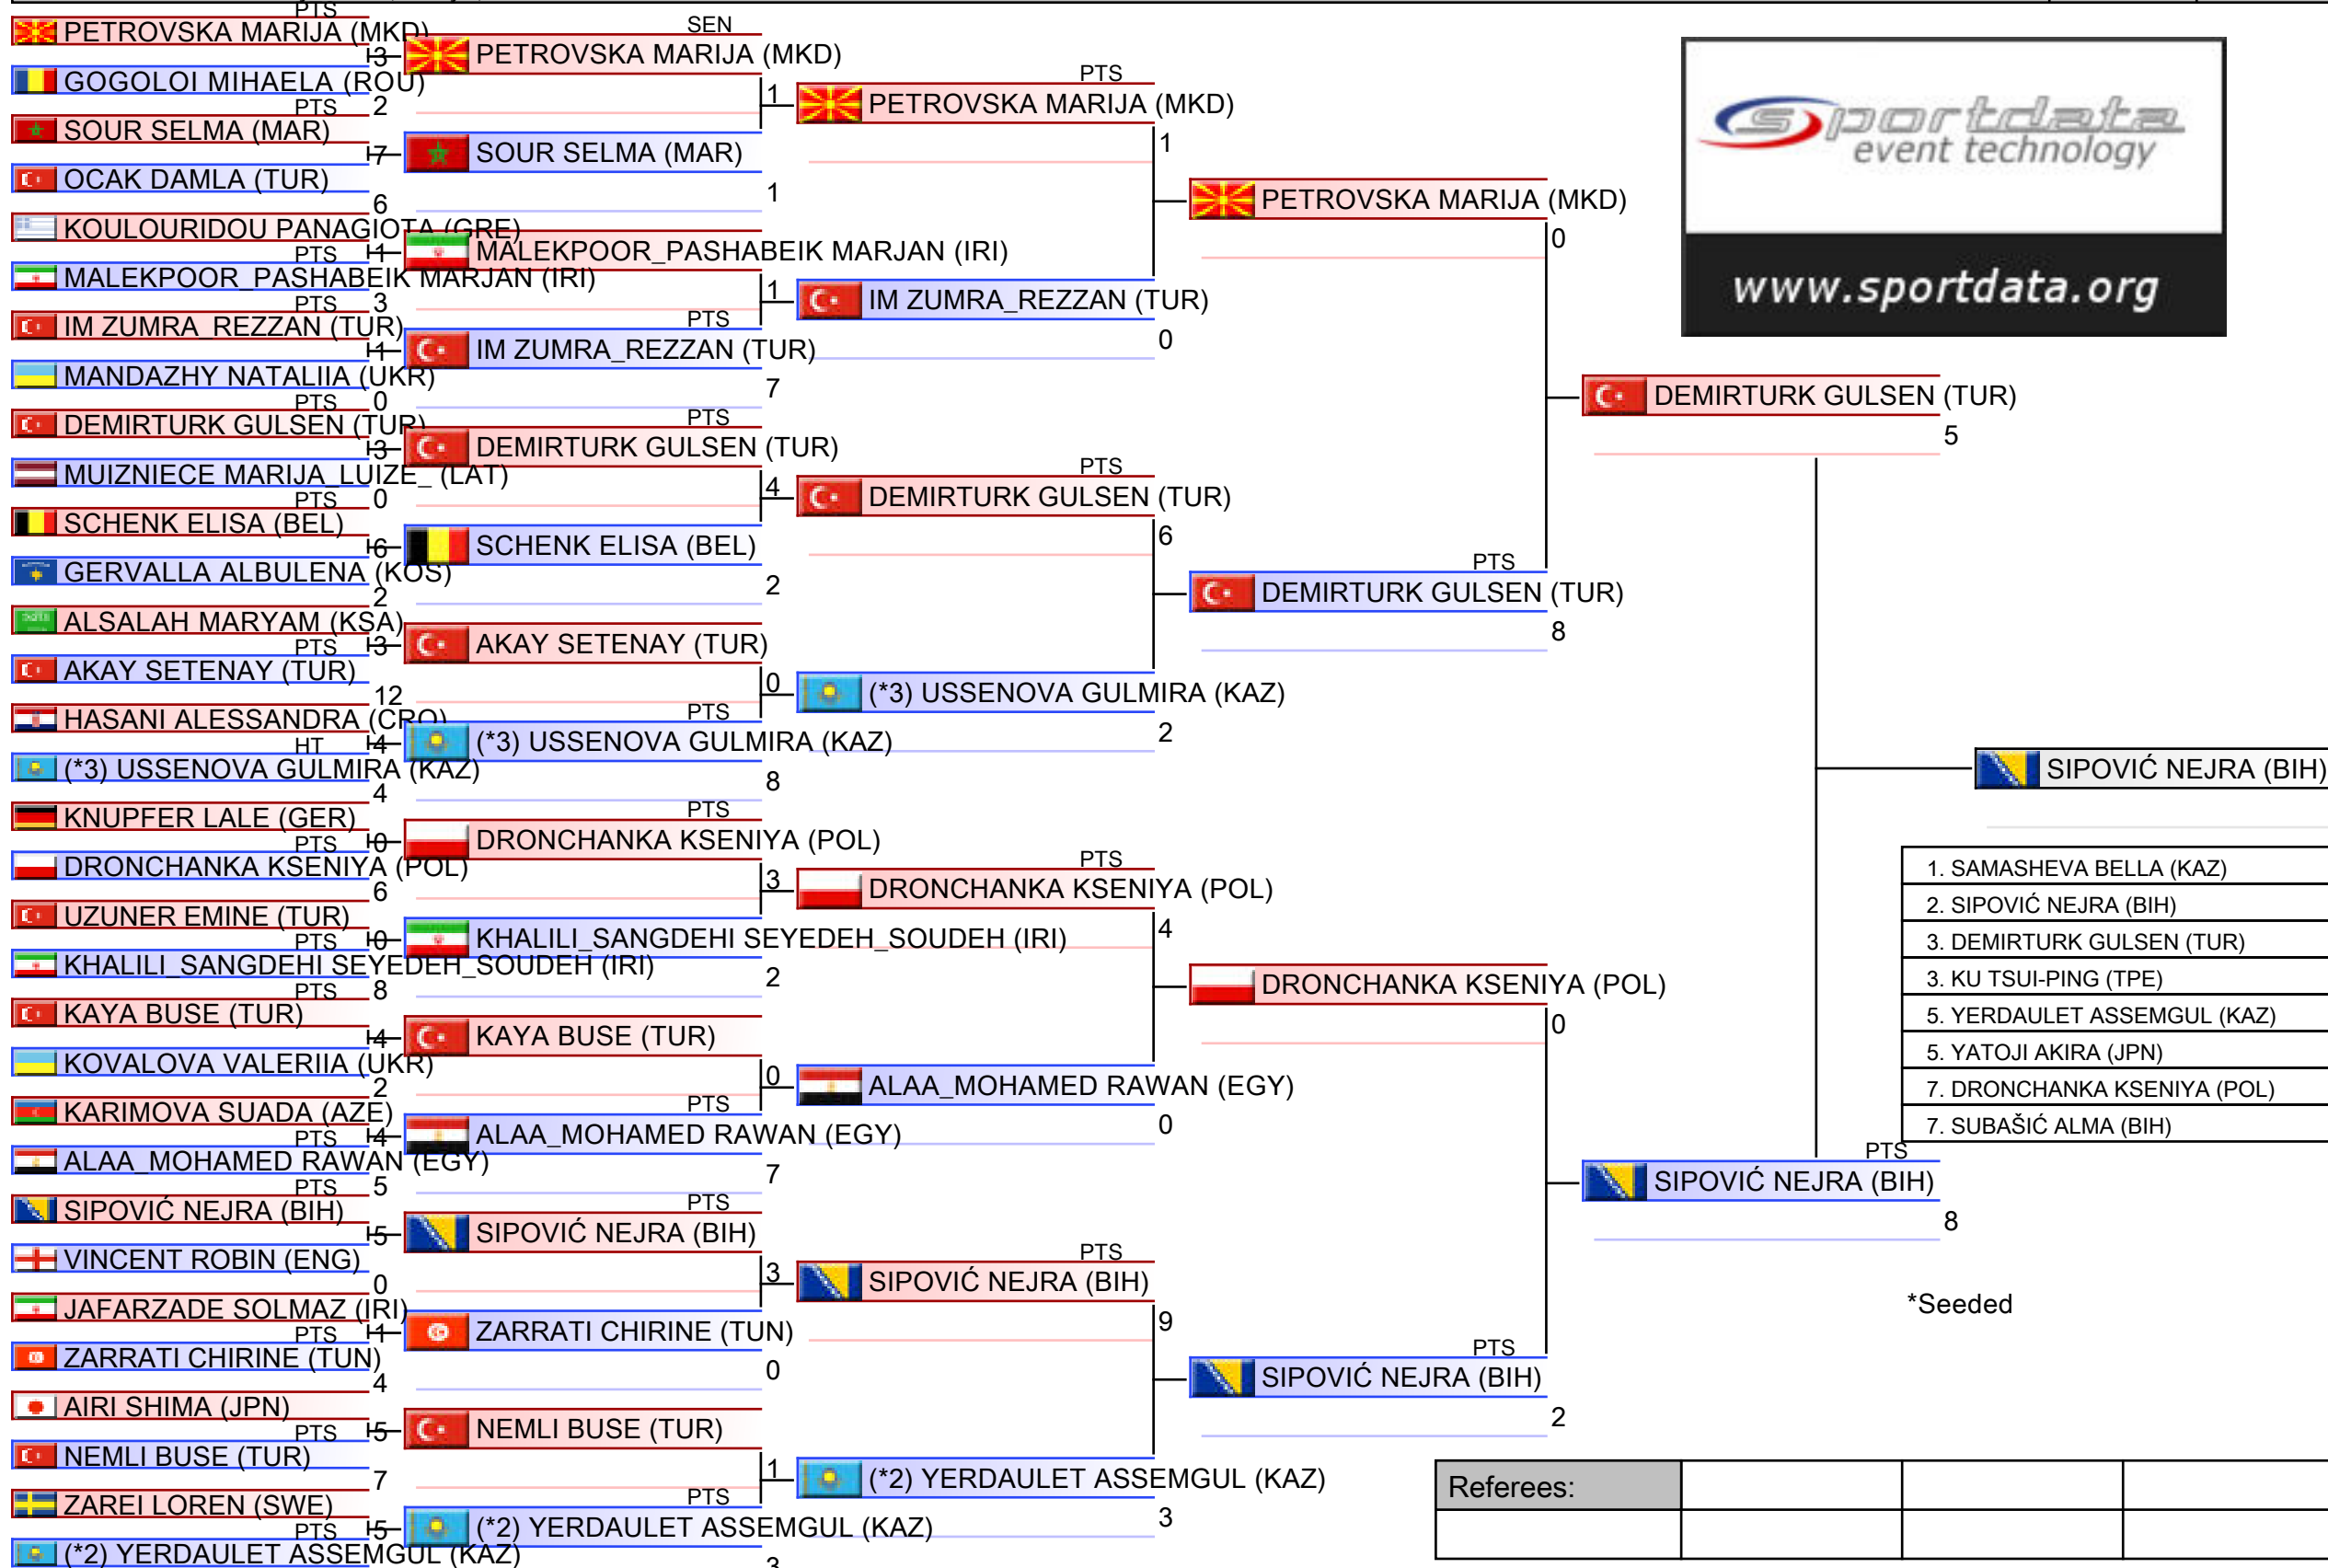 PTS
PETROVSKA MARIJA (MKD)
3
GOGOLOI MIHAELA (ROU)
PTS 2
SOUR SELMA (MAR)
7
OCAK DAMLA (TUR)
6
KOULOURIDOU PANAGIOTA (GRE)
PTS 1
MALEKPOOR_PASHABEIK MARJAN (IRI)
PTS 3
IM ZUMRA_REZZAN (TUR)
1
MANDAZHY NATALIIA (UKR)
PTS 0
DEMIRTURK GULSEN (TUR)
3
MUIZNIECE MARIJA_LUIZE_ (LAT)
PTS 0
SCHENK ELISA (BEL)
6
GERVALLA ALBULENA (KOS)
2
ALSALAH MARYAM (KSA)
PTS 3
AKAY SETENAY (TUR)
12
HASANI ALESSANDRA (CRO)
HT 4
(*3) USSENOVA GULMIRA (KAZ)
4
KNUPFER LALE (GER)
PTS 0
DRONCHANKA KSENIYA (POL)
6
UZUNER EMINE (TUR)
PTS 0
KHALILI_SANGDEHI SEYEDEH_SOUDEH (IRI)
PTS 8
KAYA BUSE (TUR)
4
KOVALOVA VALERIIA (UKR)
2
KARIMOVA SUADA (AZE)
PTS 4
ALAA_MOHAMED RAWAN (EGY)
PTS 5
SIPOVIĆ NEJRA (BIH)
5
VINCENT ROBIN (ENG)
0
JAFARZADE SOLMAZ (IRI)
PTS 1
ZARRATI CHIRINE (TUN)
4
AIRI SHIMA (JPN)
PTS 5
NEMLI BUSE (TUR)
7
ZAREI LOREN (SWE)
PTS 5
(*2) YERDAULET ASSEMGUL (KAZ)
SEN
PETROVSKA MARIJA (MKD)
1
SOUR SELMA (MAR)
1
MALEKPOOR_PASHABEIK MARJAN (IRI)
1
PTS
IM ZUMRA_REZZAN (TUR)
7
PTS
DEMIRTURK GULSEN (TUR)
4
SCHENK ELISA (BEL)
2
AKAY SETENAY (TUR)
0
PTS
(*3) USSENOVA GULMIRA (KAZ)
8
PTS
DRONCHANKA KSENIYA (POL)
3
KHALILI_SANGDEHI SEYEDEH_SOUDEH (IRI)
2
KAYA BUSE (TUR)
0
PTS
ALAA_MOHAMED RAWAN (EGY)
7
PTS
SIPOVIĆ NEJRA (BIH)
3
ZARRATI CHIRINE (TUN)
0
NEMLI BUSE (TUR)
1
PTS
(*2) YERDAULET ASSEMGUL (KAZ)
3
PTS
PETROVSKA MARIJA (MKD)
1
IM ZUMRA_REZZAN (TUR)
0
PTS
DEMIRTURK GULSEN (TUR)
6
(*3) USSENOVA GULMIRA (KAZ)
2
PTS
DRONCHANKA KSENIYA (POL)
4
ALAA_MOHAMED RAWAN (EGY)
0
PTS
SIPOVIĆ NEJRA (BIH)
9
(*2) YERDAULET ASSEMGUL (KAZ)
3
PETROVSKA MARIJA (MKD)
0
PTS
DEMIRTURK GULSEN (TUR)
8
DRONCHANKA KSENIYA (POL)
0
PTS
SIPOVIĆ NEJRA (BIH)
2
DEMIRTURK GULSEN (TUR)
5
PTS
SIPOVIĆ NEJRA (BIH)
8
SIPOVIĆ NEJRA (BIH)
sportdata
event technology
www.sportdata.org
1. SAMASHEVA BELLA (KAZ)
2. SIPOVIĆ NEJRA (BIH)
3. DEMIRTURK GULSEN (TUR)
3. KU TSUI-PING (TPE)
5. YERDAULET ASSEMGUL (KAZ)
5. YATOJI AKIRA (JPN)
7. DRONCHANKA KSENIYA (POL)
7. SUBAŠIĆ ALMA (BIH)
*Seeded
Referees: